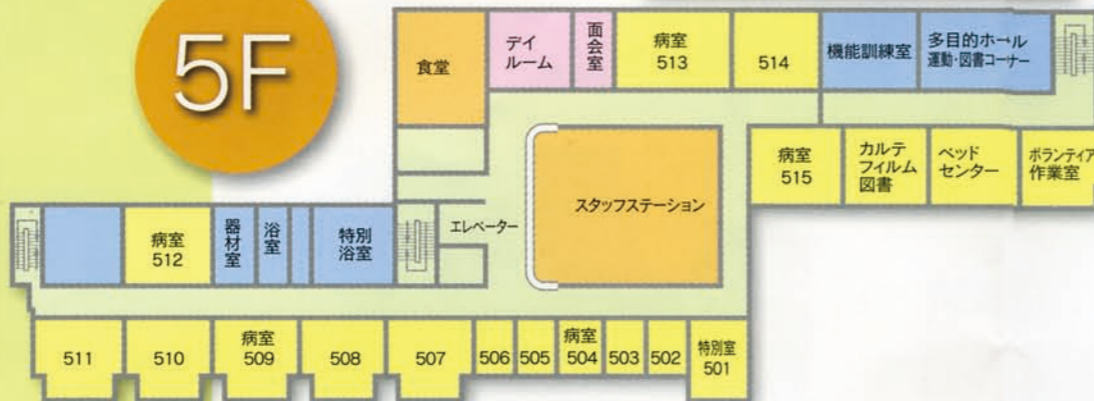 5F
食堂
デイ
ルーム
面会室
病室
513
514
機能訓練室
多目的ホール
運動・図書コーナー
病室
515
カルテ
フィルム
図書
ベッド
センター
ボランティア
作業室
スタッフステーション
エレベーター
病室
512
器材室
浴室
特別
浴室
511
510
病室
509
508
507
506
505
病室
504
503
502
特別室
501